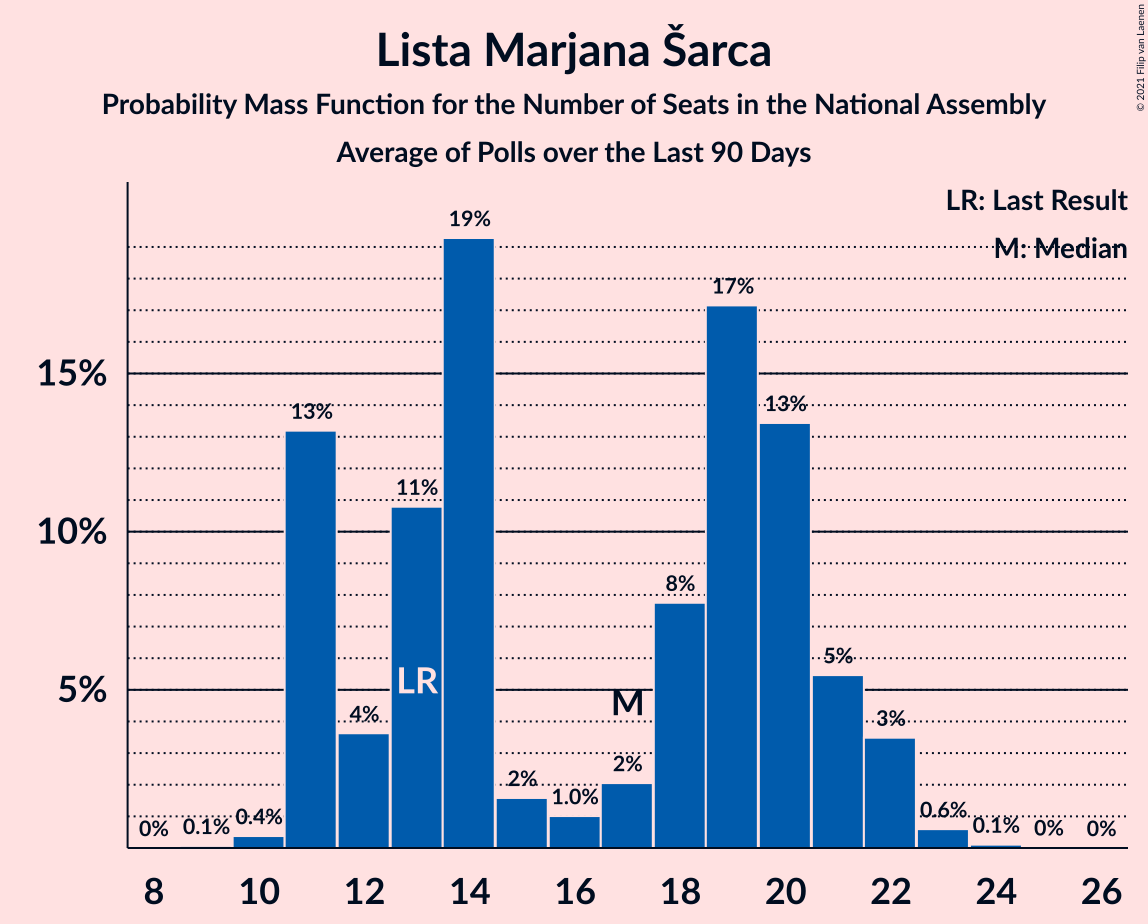 Lista Marjana Šarca
Probability Mass Function for the Number of Seats in the National Assembly
Average of Polls over the Last 90 Days
© 2021 Filip van Laenen
LR: Last Result
M: Median
15%
10%
5%
0%
0.1%
0.4%
13%
4%
11%
19%
2%
1.0%
2%
8%
17%
13%
5%
3%
0.6%
0.1%
0%
0%
LR
M
8 10 12 14 16 18 20 22 24 26